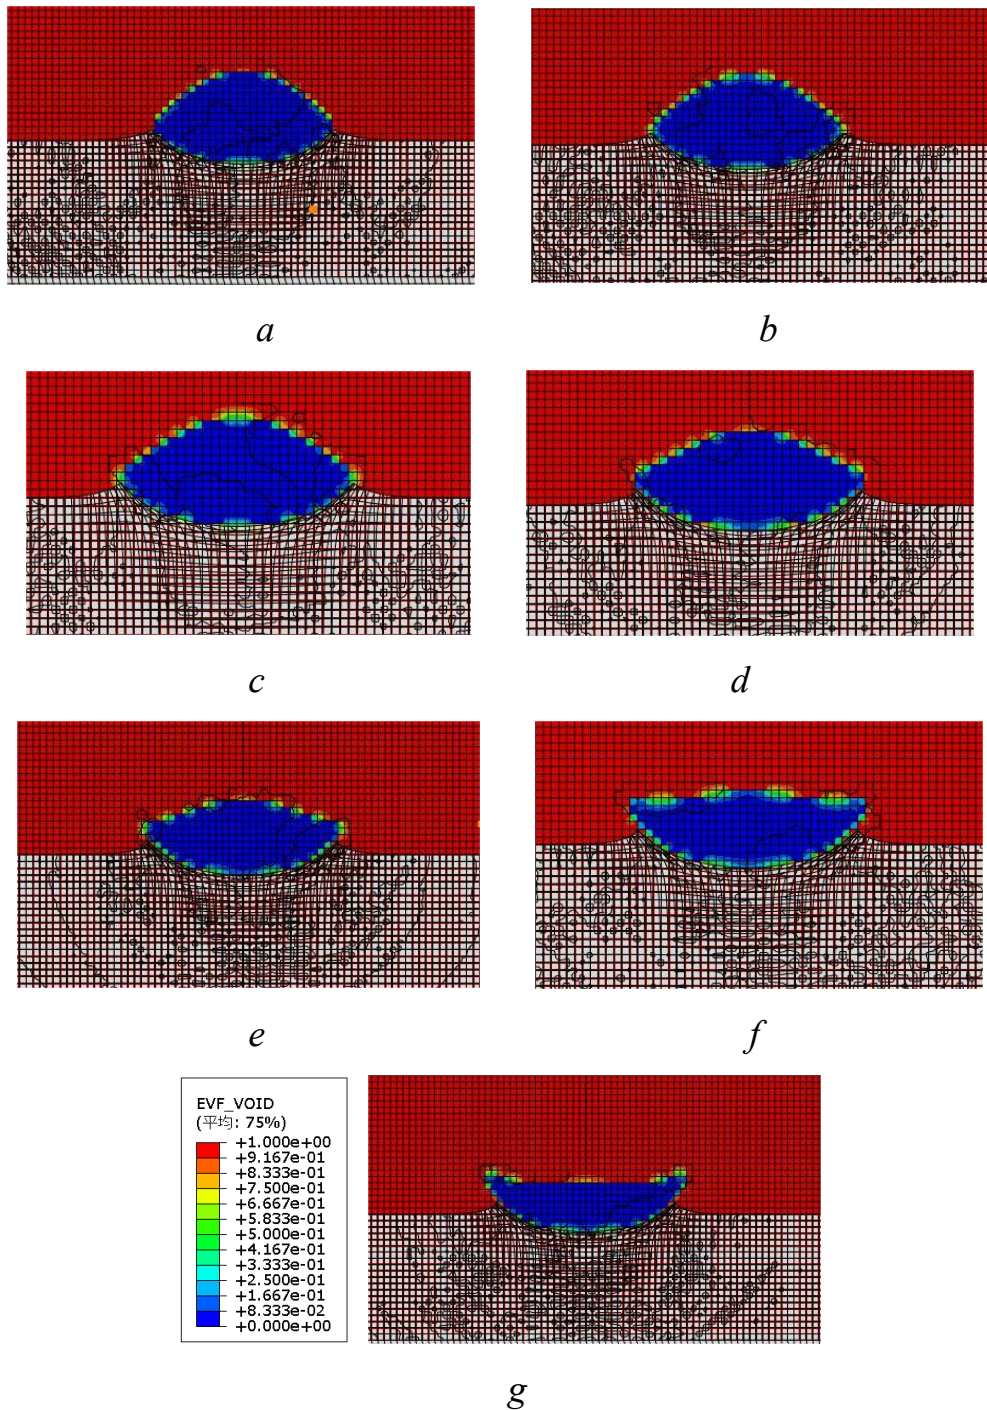 a
b
c
d
e
f
EVF_VOID
(平均: 75%)
+1.000e+00
+9.167e-01
+8.333e-01
+7.500e-01
+6.667e-01
+5.833e-01
+5.000e-01
+4.167e-01
+3.333e-01
+2.500e-01
+1.667e-01
+8.333e-02
+0.000e+00
g